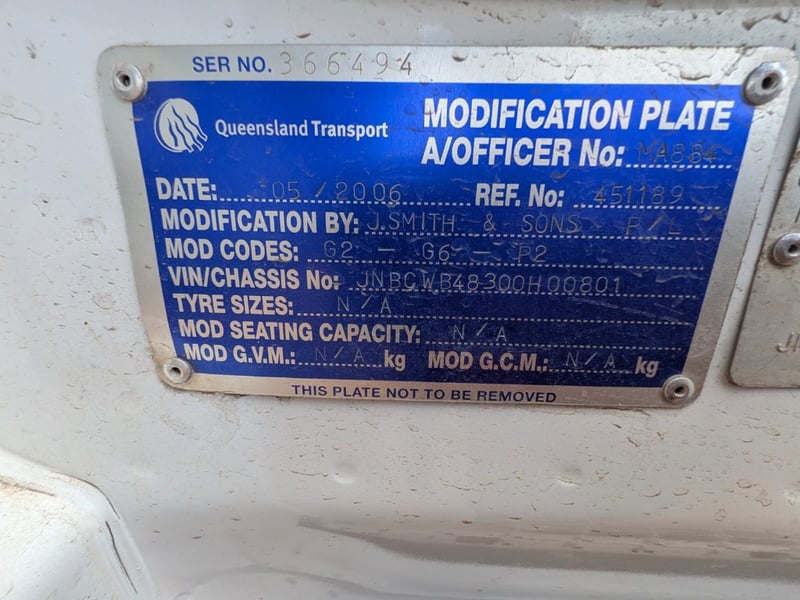 SER NO. 366494
Queensland Transport
MODIFICATION PLATE
A/OFFICER No: MA884
DATE: 05/2006 REF. No: 451189
MODIFICATION BY: J.SMITH & SONS P/L
MOD CODES: G2 – G6 – P2
VIN/CHASSIS No: JNBCWB48300H00801
TYRE SIZES: N/A
MOD SEATING CAPACITY: N/A
MOD G.V.M.: N/A kg MOD G.C.M.: N/A kg
THIS PLATE NOT TO BE REMOVED